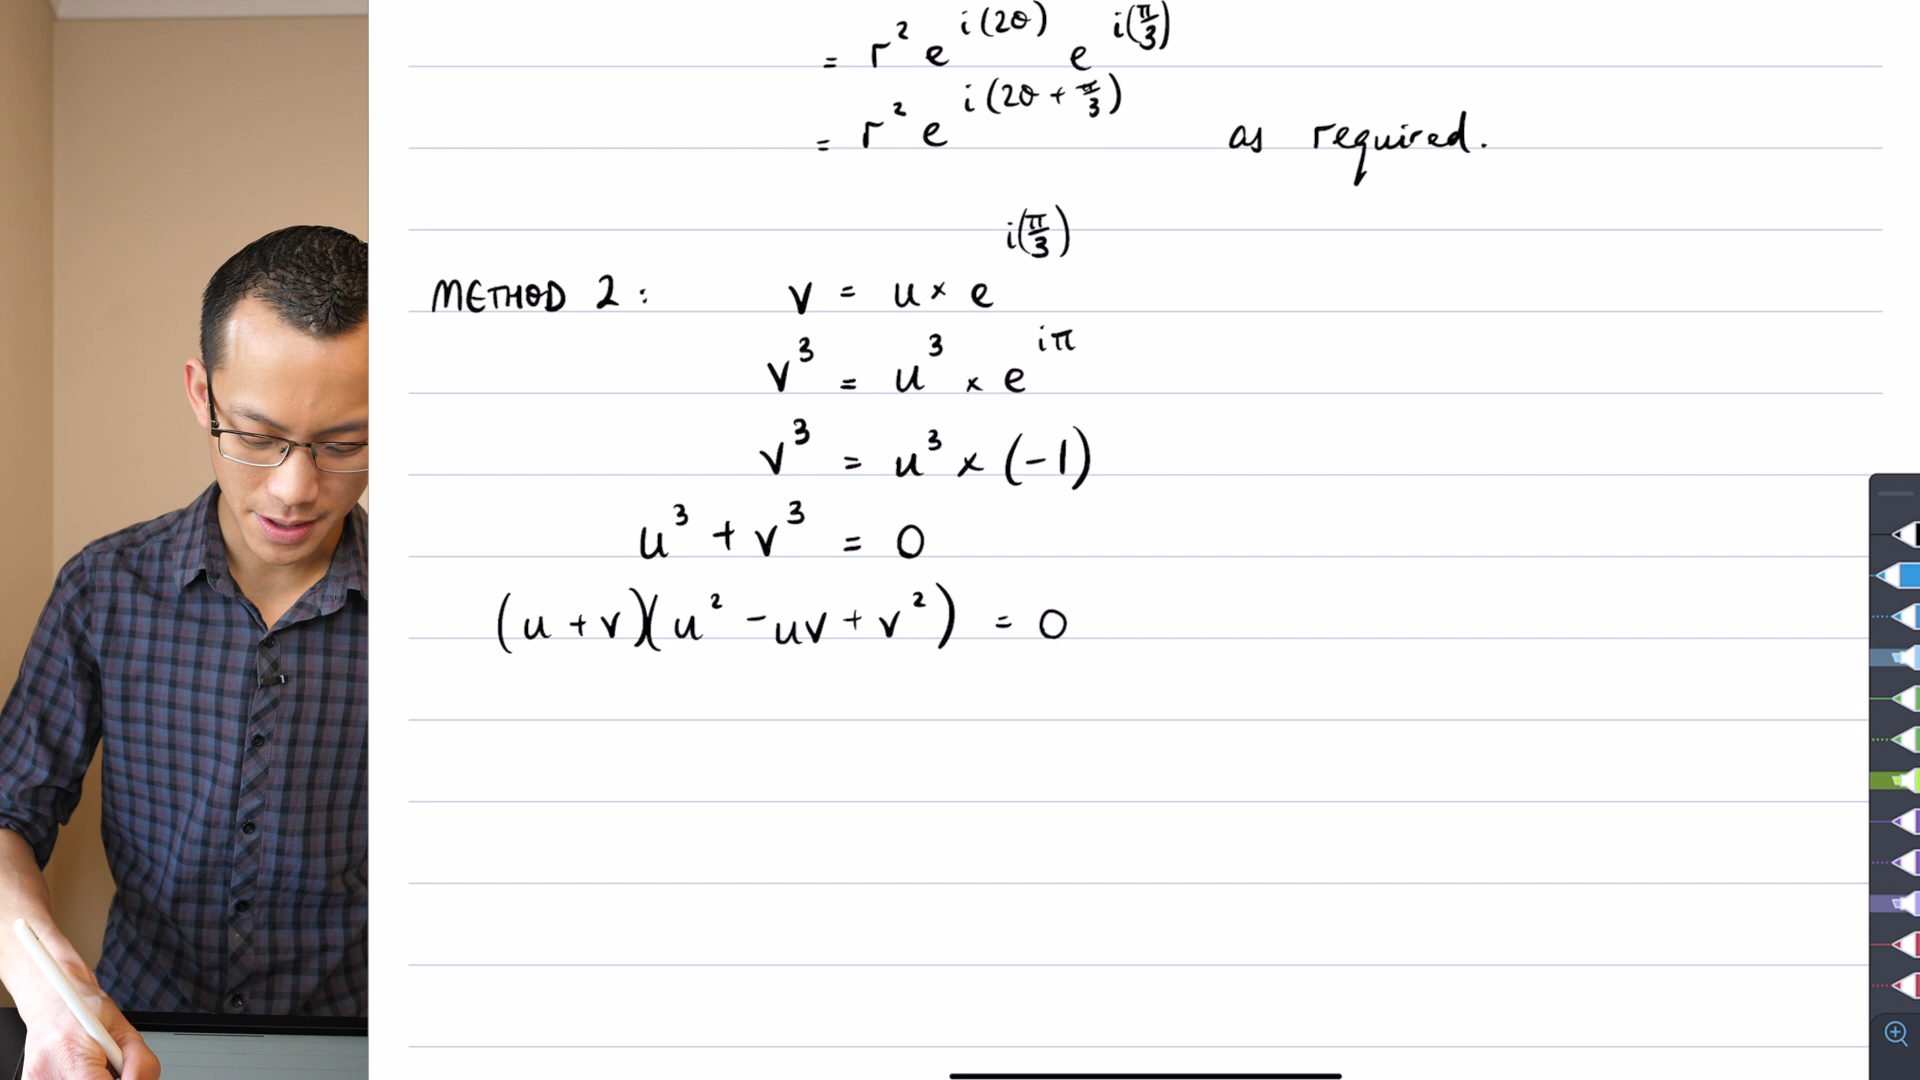 = r² e^{i(2θ)} e^{i(π/3)}
= r² e^{i(2θ + π/3)} as required.
METHOD 2 : v = u × e^{i(π/3)}
v³ = u³ × e^{iπ}
v³ = u³ × (-1)
u³ + v³ = 0
(u + v)(u² - uv + v²) = 0